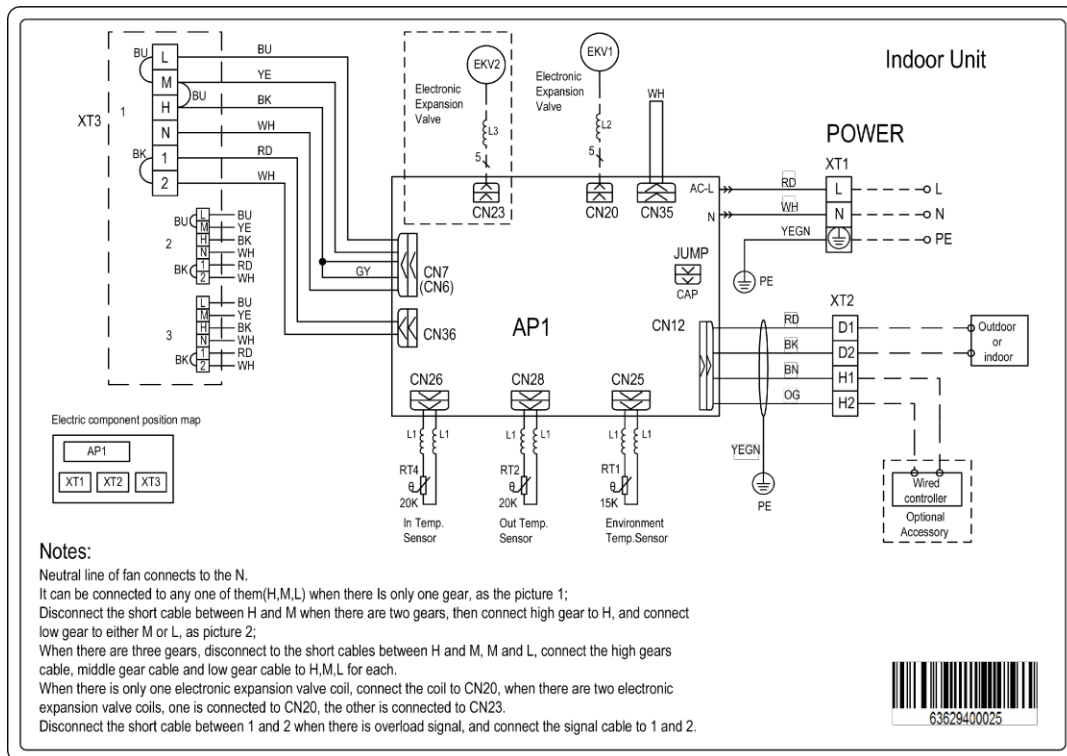 Indoor Unit
BU
L
BU
M
YE
BU
H
BK
XT3
1
N
WH
BK
1
RD
2
WH
BU
L
BU
M
YE
2
H
BK
N
WH
BK
1
RD
2
WH
L
BU
M
YE
H
BK
3
N
WH
BK
1
RD
2
WH
EKV2
Electronic
Expansion
Valve
L3
5
CN23
EKV1
Electronic
Expansion
Valve
L2
5
CN20
WH
CN35
POWER
XT1
AC-L
RD
L
L
N
WH
N
N
YEGN
PE
PE
GY
CN7
(CN6)
CN36
AP1
JUMP
CAP
CN12
XT2
RD
D1
BK
D2
BN
H1
OG
H2
Outdoor
or
indoor
YEGN
PE
Wired
controller
Optional
Accessory
CN26
L1
L1
RT4
θ
20K
In Temp.
Sensor
CN28
L1
L1
RT2
θ
20K
Out Temp.
Sensor
CN25
L1
L1
RT1
θ
15K
Environment
Temp.Sensor
Electric component position map
AP1
XT1
XT2
XT3
Notes:
Neutral line of fan connects to the N.
It can be connected to any one of them(H,M,L) when there Is only one gear, as the picture 1;
Disconnect the short cable between H and M when there are two gears, then connect high gear to H, and connect
low gear to either M or L, as picture 2;
When there are three gears, disconnect to the short cables between H and M, M and L, connect the high gears
cable, middle gear cable and low gear cable to H,M,L for each.
When there is only one electronic expansion valve coil, connect the coil to CN20, when there are two electronic
expansion valve coils, one is connected to CN20, the other is connected to CN23.
Disconnect the short cable between 1 and 2 when there is overload signal, and connect the signal cable to 1 and 2.
63629400025